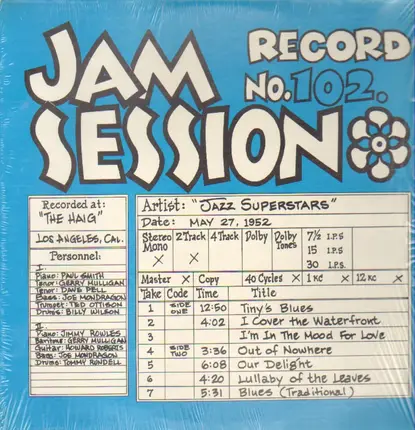 JAM
SESSION
RECORD
NO. 102.
Recorded at:
"THE HAIG"
LOS ANGELES, CAL.
Personnel:
I.
Piano: PAUL SMITH
Tenor: GERRY MULLIGAN
Tenor: DAVE PELL
Bass: JOE MONDRAGON
Trumpet: TED OTTISON
Drums: BILLY WILSON
II
Piano: JIMMY ROWLES
Baritone: GERRY MULLIGAN
Guitar: HOWARD ROBERTS
Bass: JOE MONDRAGON
Drums: TOMMY RUNDELL
Artist: "JAZZ SUPERSTARS"
Date: MAY 27, 1952
Stereo 2 Track 4 Track Dolby Dolby Tones 7½ I.P.S
Mono 15 I.P.S
X X 30 I.P.S.
Master X Copy 40 Cycles X 1 KC X 12 KC X
Take Code Time Title
1 SIDE ONE 12:50 Tiny's Blues
2 4:02 I Cover the Waterfront
3 I'm In The Mood For Love
4 SIDE TWO 3:36 Out of Nowhere
5 6:08 Our Delight
6 4:20 Lullaby of the Leaves
7 5:31 Blues (Traditional)